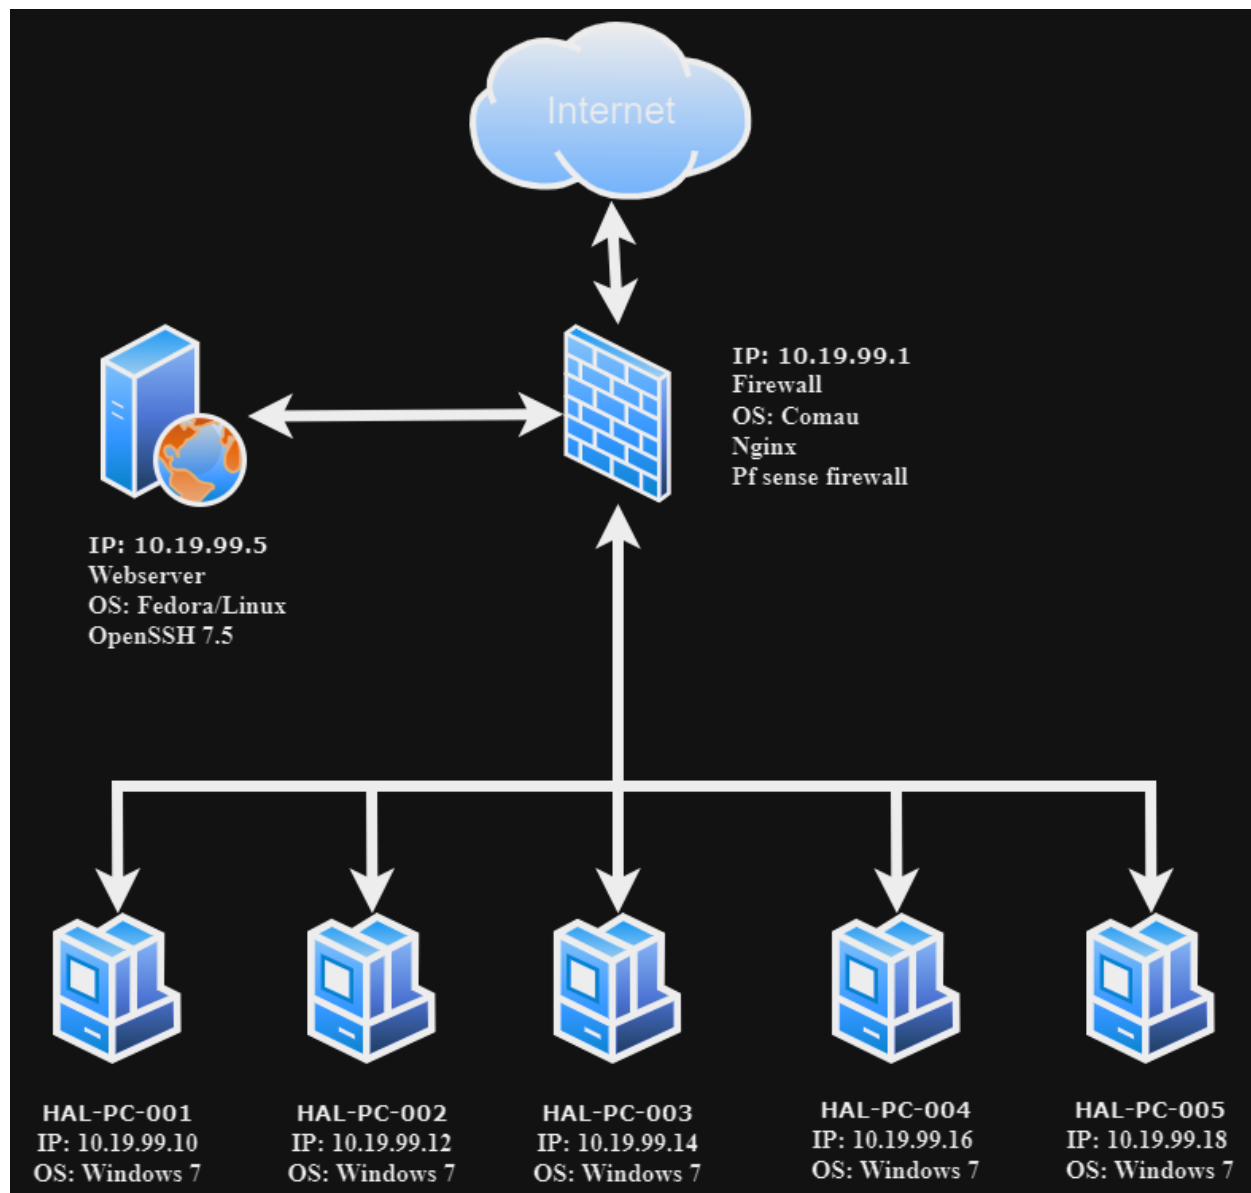 Internet
IP: 10.19.99.1
Firewall
OS: Comau
Nginx
Pf sense firewall
IP: 10.19.99.5
Webserver
OS: Fedora/Linux
OpenSSH 7.5
HAL-PC-001
IP: 10.19.99.10
OS: Windows 7
HAL-PC-002
IP: 10.19.99.12
OS: Windows 7
HAL-PC-003
IP: 10.19.99.14
OS: Windows 7
HAL-PC-004
IP: 10.19.99.16
OS: Windows 7
HAL-PC-005
IP: 10.19.99.18
OS: Windows 7